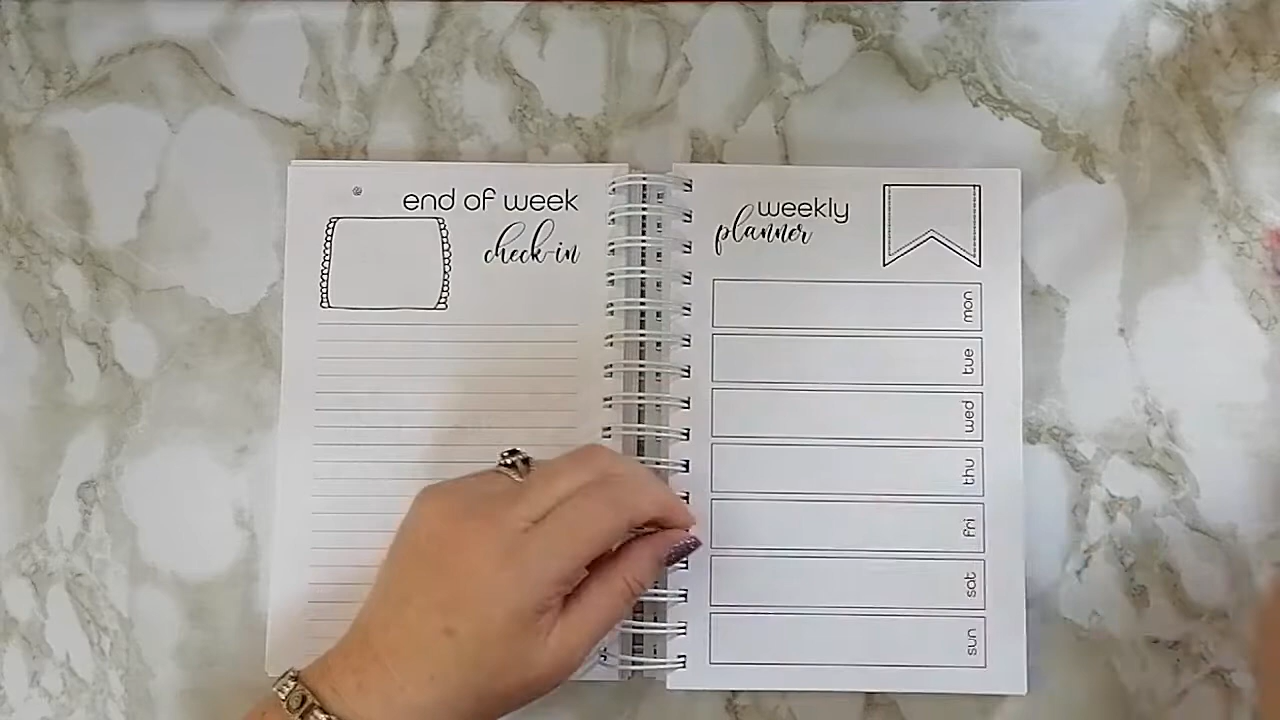 end of week
check-in
weekly
planner
mon
tue
wed
thu
fri
sat
sun